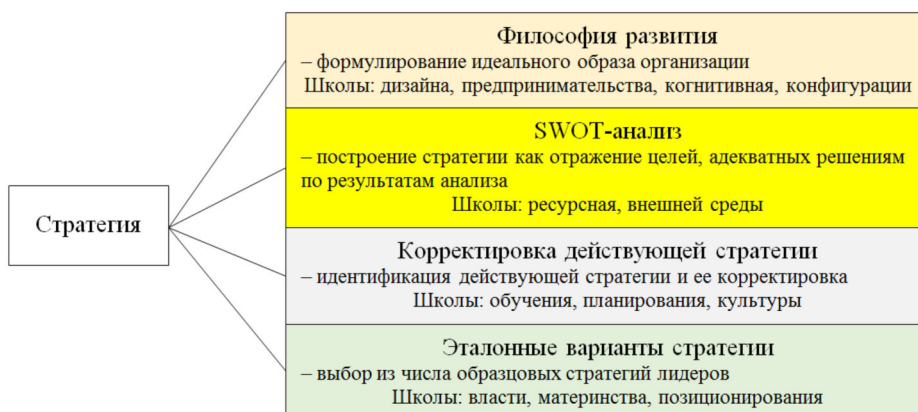 Стратегия
Философия развития
– формулирование идеального образа организации
Школы: дизайна, предпринимательства, когнитивная, конфигурации
SWOT-анализ
– построение стратегии как отражение целей, адекватных решениям
по результатам анализа
Школы: ресурсная, внешней среды
Корректировка действующей стратегии
– идентификация действующей стратегии и ее корректировка
Школы: обучения, планирования, культуры
Эталонные варианты стратегии
– выбор из числа образцовых стратегий лидеров
Школы: власти, материнства, позиционирования